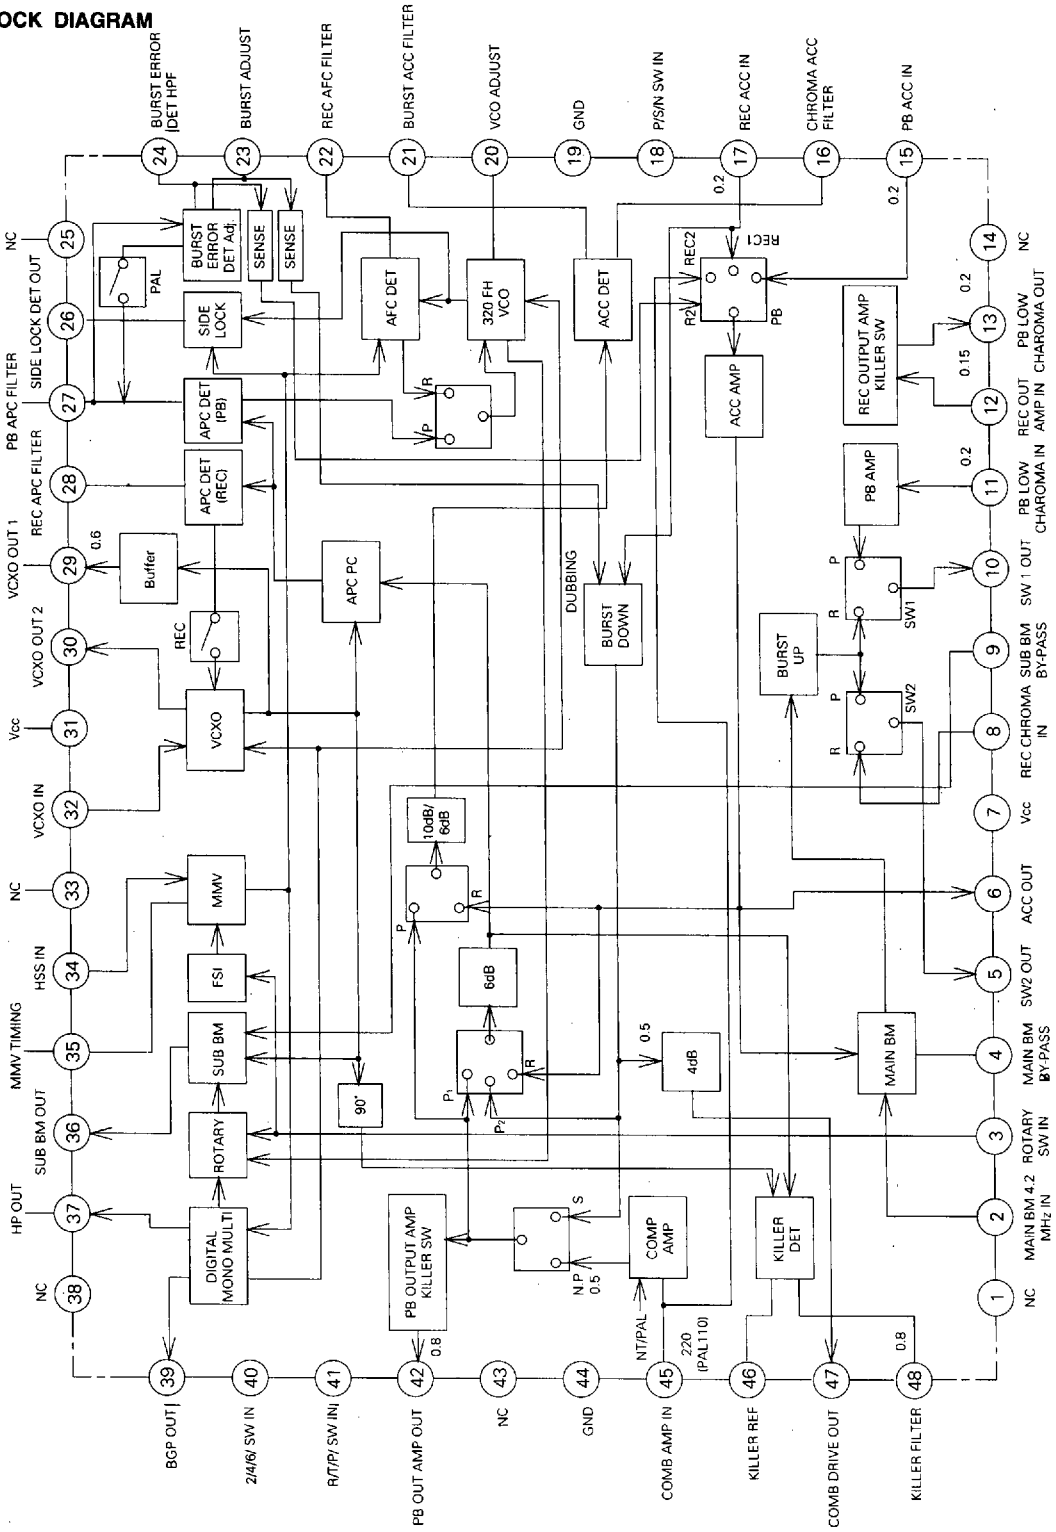 OCK DIAGRAM
24
BURST ERROR
|DET HPF
23
BURST ADJUST
22
REC AFC FILTER
21
BURST ACC FILTER
20
VCO ADJUST
19
GND
18
P/S/N SW IN
17
REC ACC IN
0.2
16
CHROMA ACC
FILTER
15
PB ACC IN
0.2
25
NC
26
SIDE LOCK DET OUT
27
PB APC FILTER
28
REC APC FILTER
29
VCXO OUT 1
0.6
30
VCXO OUT 2
31
Vcc
32
VCXO IN
33
NC
34
HSS IN
35
MMV TIMING
36
SUB BM OUT
37
HP OUT
38
NC
39
BGP OUT|
40
2/4/6/ SW IN
41
R/T/P/ SW IN|
42
PB OUT AMP OUT
0.8
43
NC
44
GND
45
COMB AMP IN
220
(PAL110)
46
KILLER REF
47
COMB DRIVE OUT
48
KILLER FILTER
0.8
1
NC
2
MAIN BM 4.2
MHz IN
3
ROTARY
SW IN
4
MAIN BM
BY-PASS
5
SW2 OUT
6
ACC OUT
7
Vcc
8
REC CHROMA
IN
9
SUB BM
BY-PASS
10
SW 1 OUT
11
PB LOW
CHAROMA IN
0.2
12
REC OUT
AMP IN
0.15
13
PB LOW
CHAROMA OUT
0.2
14
NC
BURST
ERROR
DET Adj.
SENSE
SENSE
PAL
SIDE
LOCK
AFC DET
320 FH
VCO
ACC DET
REC2
REC1
R2
PB
ACC AMP
REC OUTPUT AMP
KILLER SW
APC DET
(PB)
APC DET
(REC)
R
P
PB AMP
Buffer
REC
APC PC
DUBBING
BURST
DOWN
BURST
UP
P
R
SW1
P
R
SW2
VCXO
10dB/
6dB
MMV
P
R
FSI
6dB
SUB BM
P1
P2
R
0.5
4dB
MAIN BM
90°
ROTARY
DIGITAL
MONO MULTI
PB OUTPUT AMP
KILLER SW
S
N.P
0.5
COMP
AMP
NT/PAL
KILLER
DET